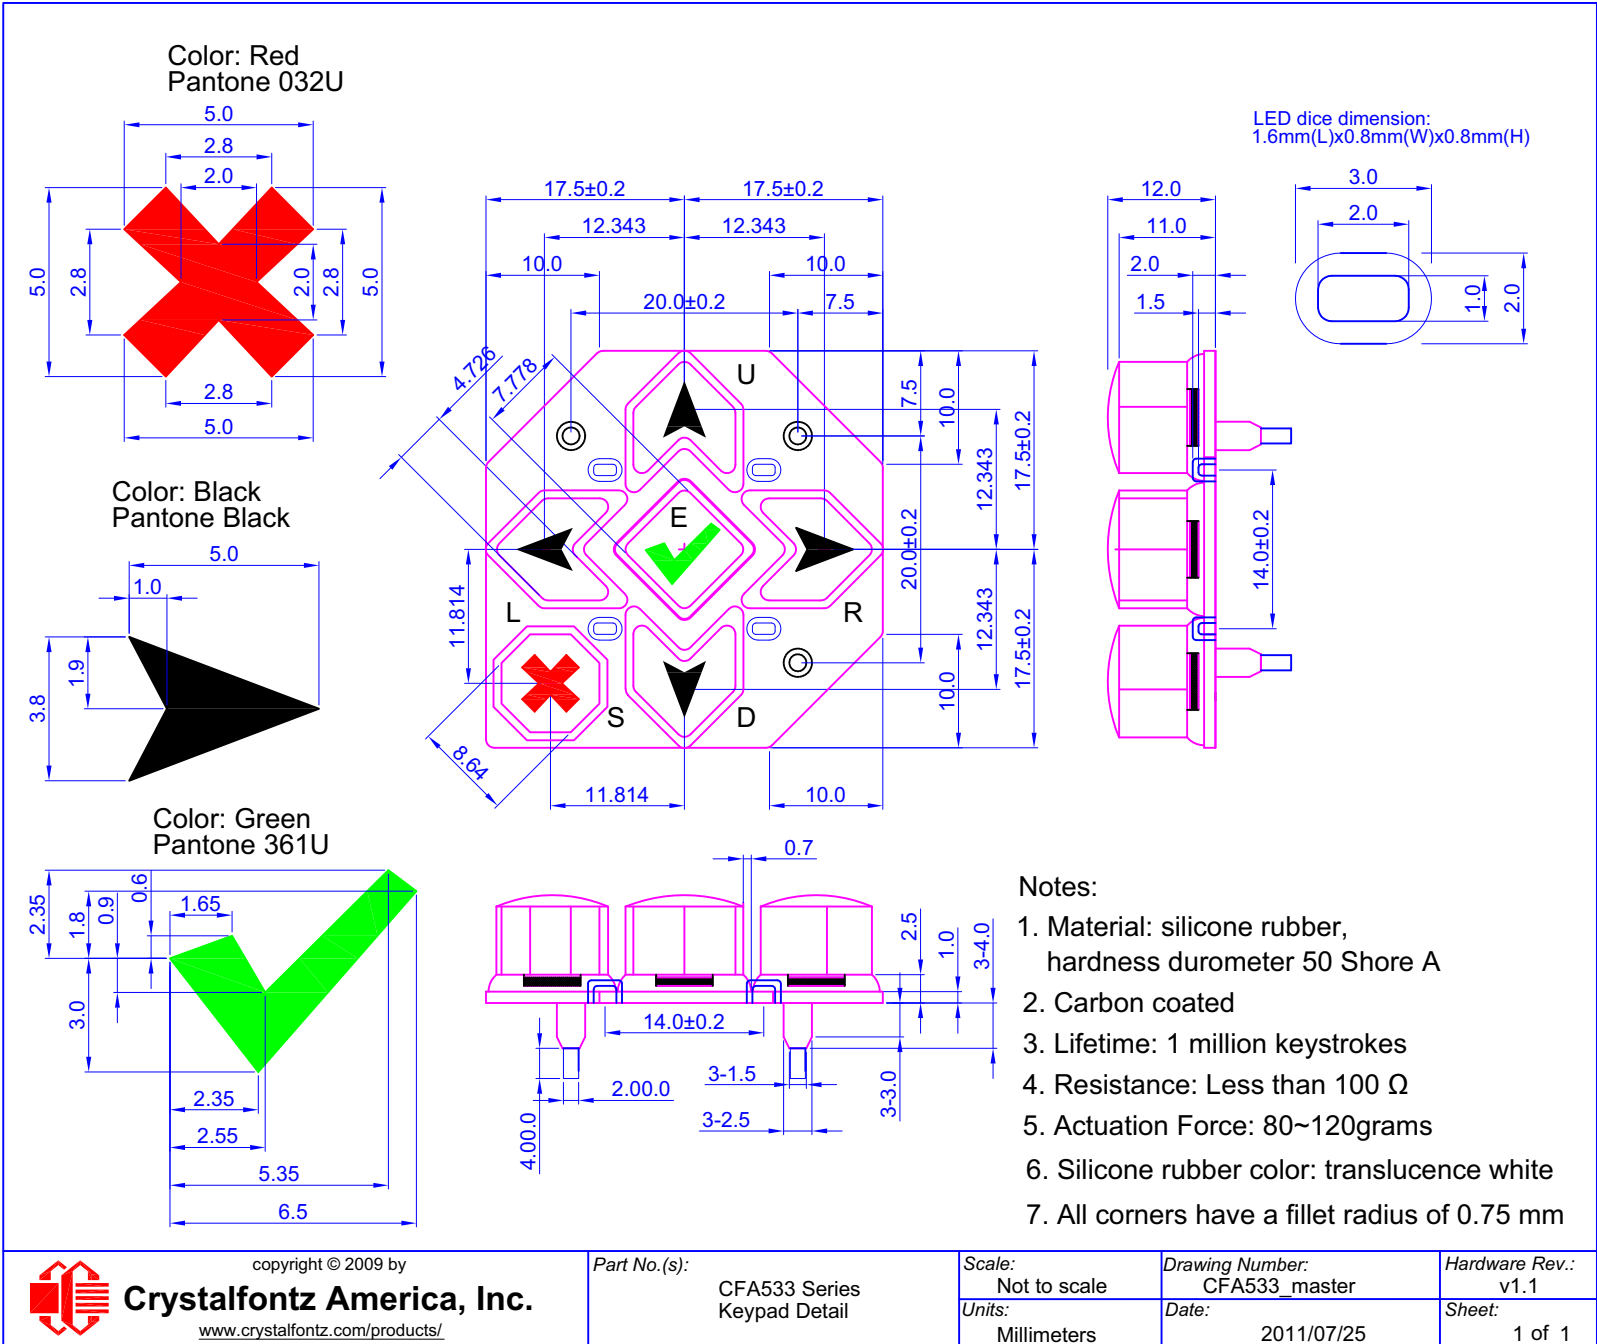 Color: Red
Pantone 032U
5.0
2.8
2.0
5.0
2.8
2.0
2.8
5.0
2.8
5.0
Color: Black
Pantone Black
5.0
1.0
3.8
1.9
Color: Green
Pantone 361U
2.35
1.8
0.9
0.6
1.65
3.0
2.35
2.55
5.35
6.5
17.5±0.2
17.5±0.2
12.343
12.343
10.0
10.0
20.0±0.2
7.5
4.726
7.778
U
E
L
R
S
D
7.5
10.0
12.343
17.5±0.2
20.0±0.2
12.343
17.5±0.2
10.0
11.814
8.64
11.814
10.0
12.0
11.0
2.0
1.5
14.0±0.2
LED dice dimension:
1.6mm(L)x0.8mm(W)x0.8mm(H)
3.0
2.0
1.0
2.0
0.7
2.5
1.0
3-4.0
14.0±0.2
3-1.5
2.00.0
3-2.5
4.00.0
3-3.0
Notes:
1. Material: silicone rubber,
hardness durometer 50 Shore A
2. Carbon coated
3. Lifetime: 1 million keystrokes
4. Resistance: Less than 100 Ω
5. Actuation Force: 80~120grams
6. Silicone rubber color: translucence white
7. All corners have a fillet radius of 0.75 mm
copyright © 2009 by
Crystalfontz America, Inc.
www.crystalfontz.com/products/
Part No.(s):
CFA533 Series
Keypad Detail
Scale:
Not to scale
Drawing Number:
CFA533_master
Hardware Rev.:
v1.1
Units:
Millimeters
Date:
2011/07/25
Sheet:
1 of 1